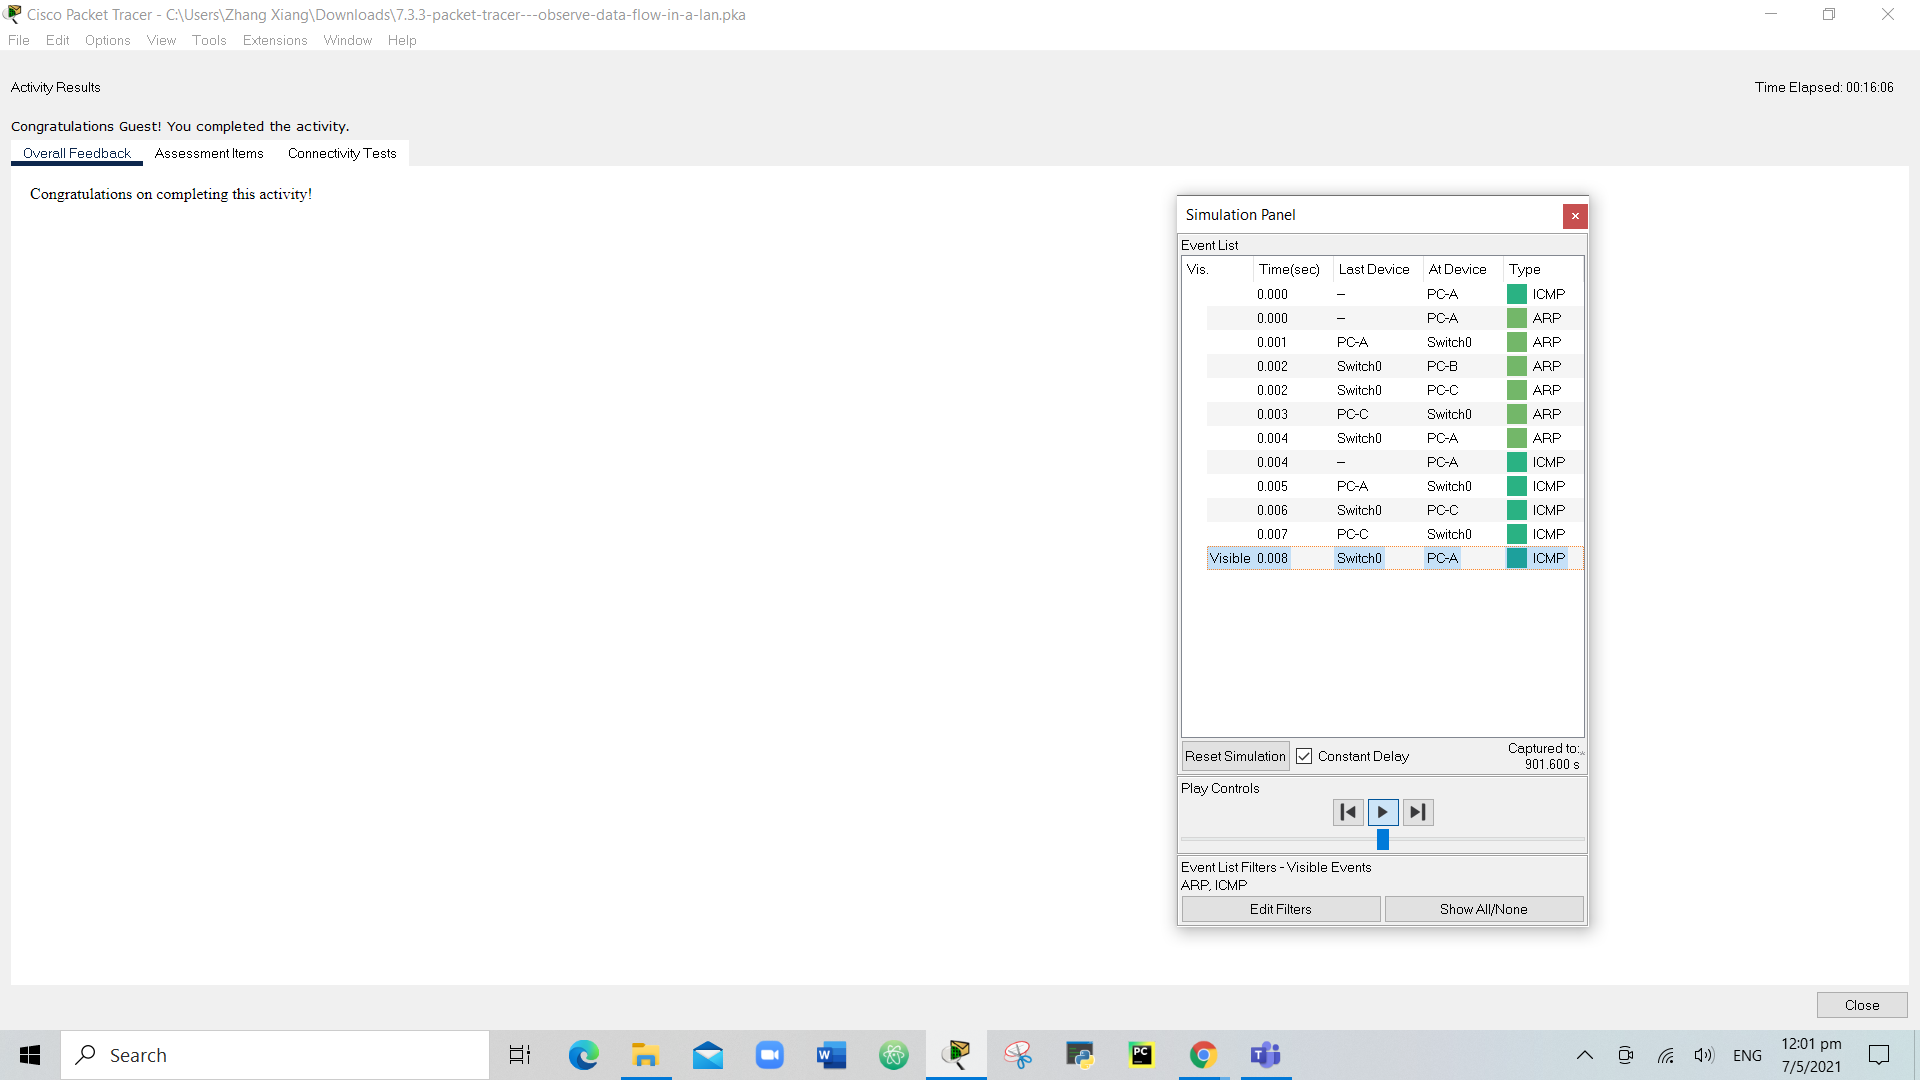 Cisco Packet Tracer - C:\Users\Zhang Xiang\Downloads\7.3.3-packet-tracer---observe-data-flow-in-a-lan.pka
File Edit Options View Tools Extensions Window Help
Activity Results
Time Elapsed: 00:16:06
Congratulations Guest! You completed the activity.
Overall Feedback Assessment Items Connectivity Tests
Congratulations on completing this activity!
Simulation Panel
Event List
Vis. Time(sec) Last Device At Device Type
0.000 -- PC-A ICMP
0.000 -- PC-A ARP
0.001 PC-A Switch0 ARP
0.002 Switch0 PC-B ARP
0.002 Switch0 PC-C ARP
0.003 PC-C Switch0 ARP
0.004 Switch0 PC-A ARP
0.004 -- PC-A ICMP
0.005 PC-A Switch0 ICMP
0.006 Switch0 PC-C ICMP
0.007 PC-C Switch0 ICMP
Visible 0.008 Switch0 PC-A ICMP
Reset Simulation Constant Delay
Captured to:
901.600 s
Play Controls
Event List Filters - Visible Events
ARP, ICMP
Edit Filters Show All/None
Close
Search
W
PC
ENG
12:01 pm
7/5/2021